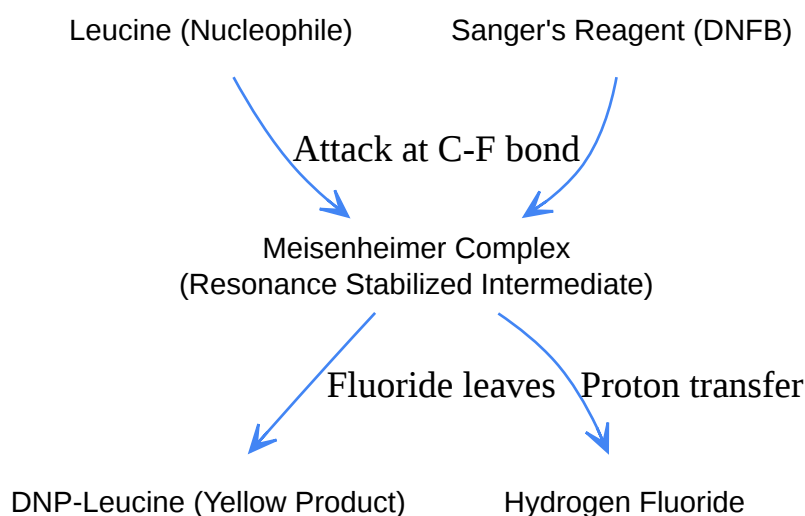 Leucine (Nucleophile)
Sanger's Reagent (DNFB)
Attack at C-F bond
Meisenheimer Complex
(Resonance Stabilized Intermediate)
Fluoride leaves
Proton transfer
DNP-Leucine (Yellow Product)
Hydrogen Fluoride